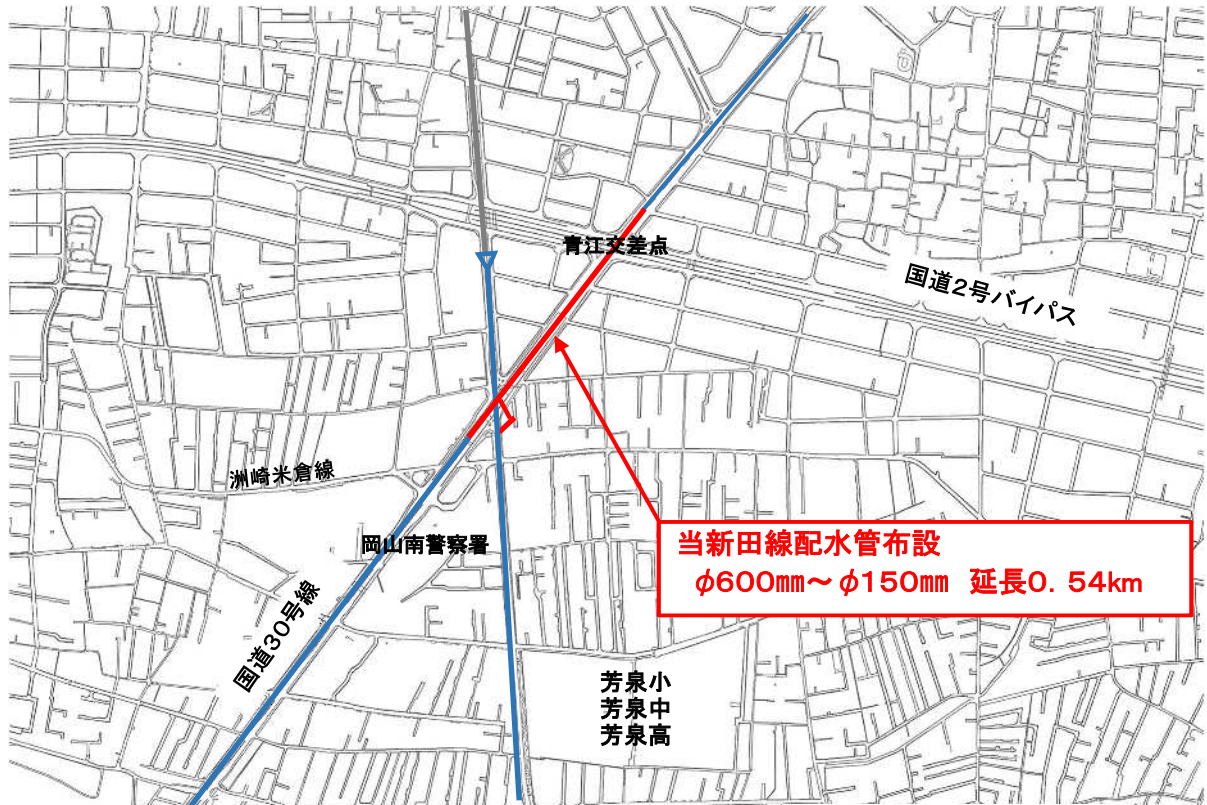 青江交差点
国道2号バイパス
洲崎米倉線
岡山南警察署
当新田線配水管布設
φ600㎜～φ150㎜ 延長0．54km
国道30号線
芳泉小
芳泉中
芳泉高